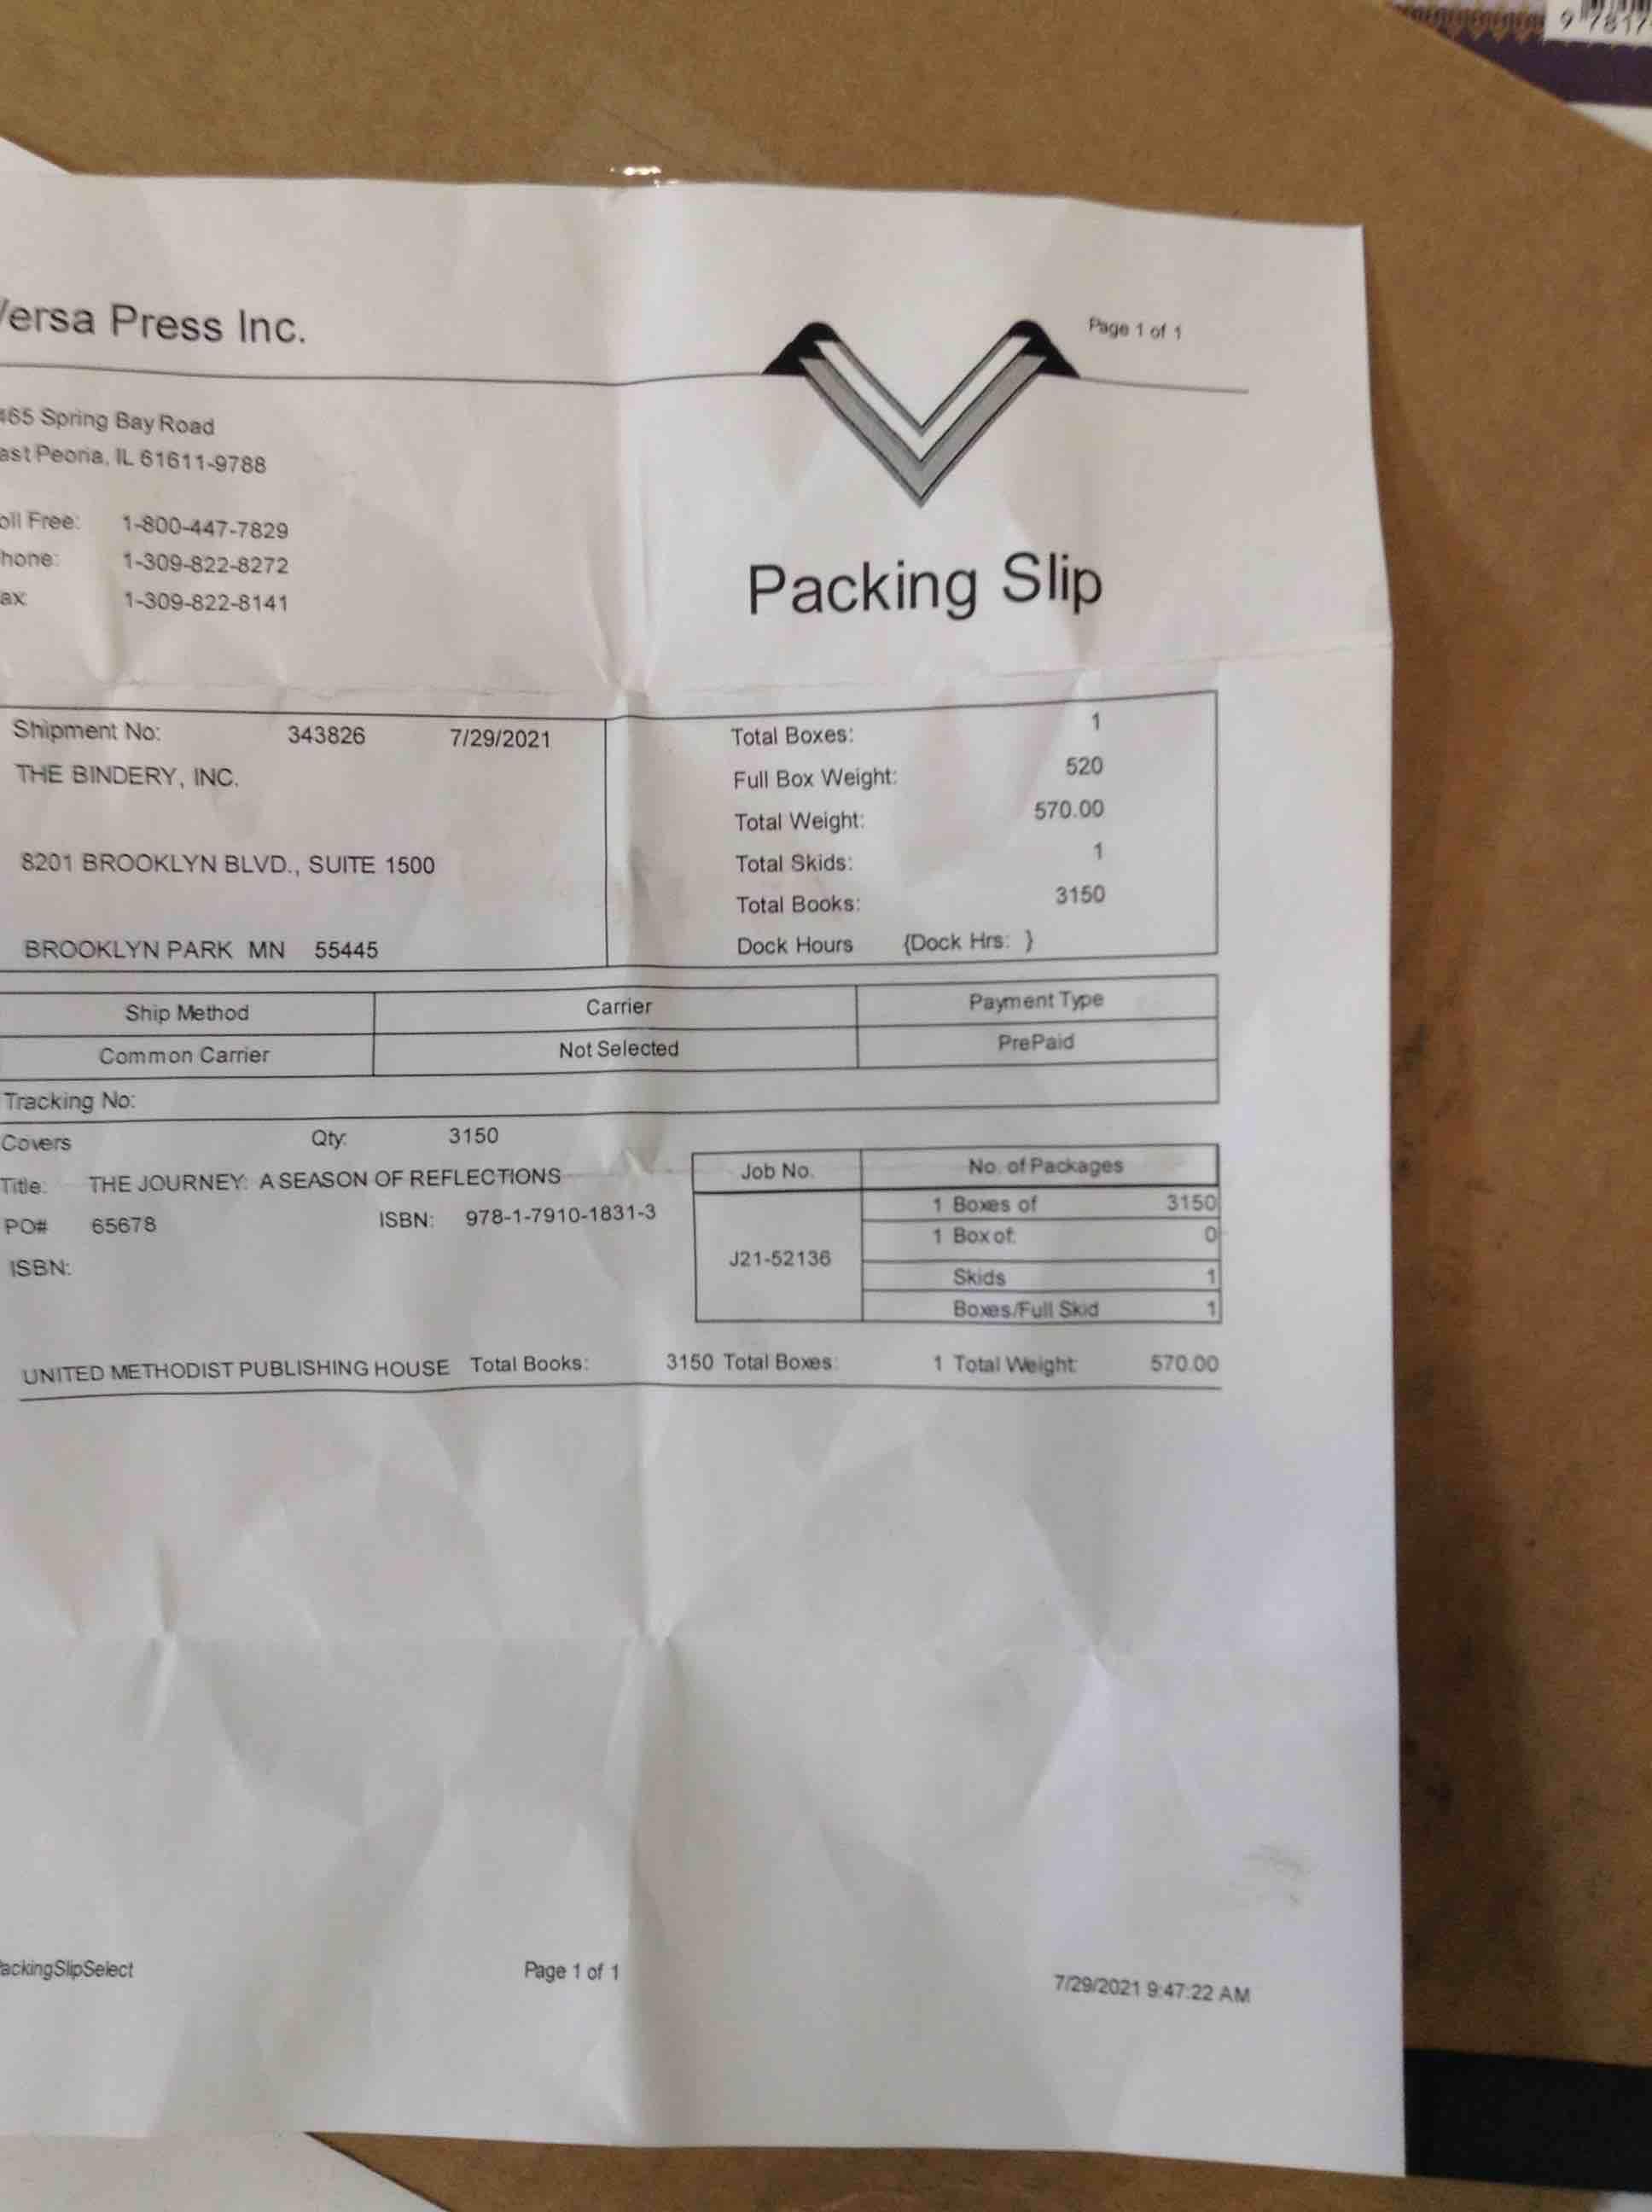 9 7817
Versa Press Inc.
Page 1 of 1
465 Spring Bay Road
ast Peoria, IL 61611-9788
oll Free: 1-800-447-7829
hone: 1-309-822-8272
ax: 1-309-822-8141
Packing Slip
Shipment No: 343826 7/29/2021
THE BINDERY, INC.
8201 BROOKLYN BLVD., SUITE 1500
BROOKLYN PARK MN 55445
Total Boxes: 1
Full Box Weight: 520
Total Weight: 570.00
Total Skids: 1
Total Books: 3150
Dock Hours {Dock Hrs: }
Ship Method Carrier Payment Type
Common Carrier Not Selected PrePaid
Tracking No:
Covers Qty: 3150
Title: THE JOURNEY: A SEASON OF REFLECTIONS
PO# 65678 ISBN: 978-1-7910-1831-3
ISBN:
Job No. No. of Packages
J21-52136
1 Boxes of 3150
1 Box of: 0
Skids 1
Boxes/Full Skid 1
UNITED METHODIST PUBLISHING HOUSE Total Books: 3150 Total Boxes: 1 Total Weight: 570.00
PackingSlipSelect Page 1 of 1 7/29/2021 9:47:22 AM